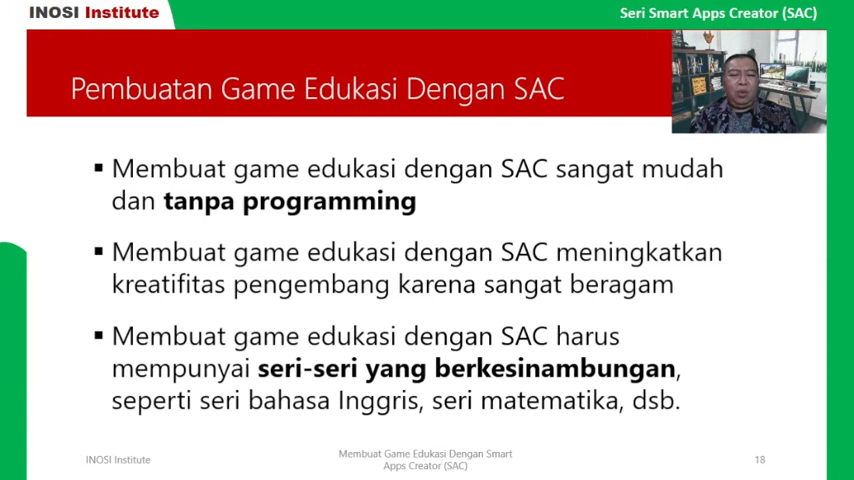 INOSI Institute
Seri Smart Apps Creator (SAC)
Pembuatan Game Edukasi Dengan SAC
▪ Membuat game edukasi dengan SAC sangat mudah
dan tanpa programming
▪ Membuat game edukasi dengan SAC meningkatkan
kreatifitas pengembang karena sangat beragam
▪ Membuat game edukasi dengan SAC harus
mempunyai seri-seri yang berkesinambungan,
seperti seri bahasa Inggris, seri matematika, dsb.
INOSI Institute
Membuat Game Edukasi Dengan Smart
Apps Creator (SAC)
18